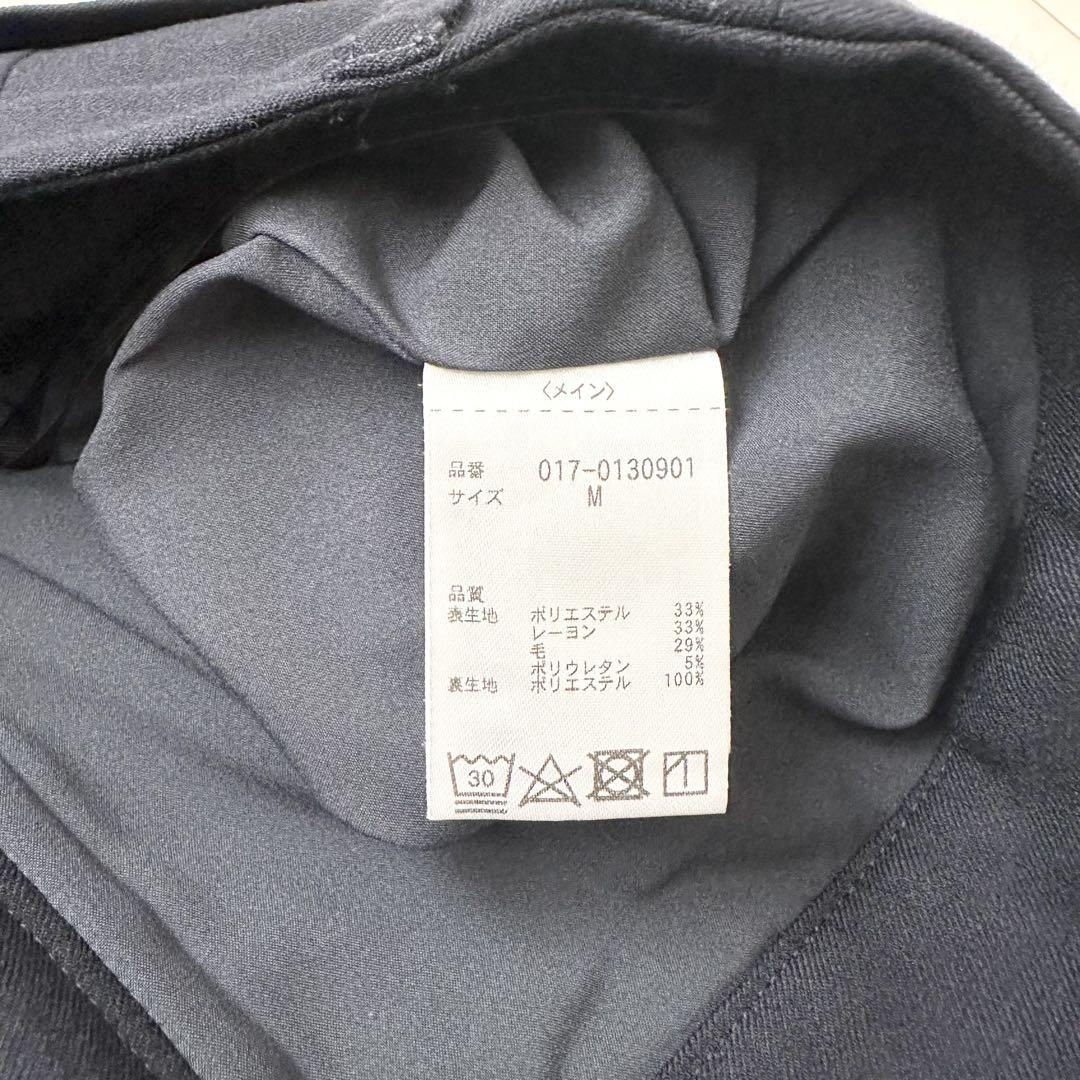 〈メイン〉
品番 017-0130901
サイズ M
品質
表生地 ポリエステル 33%
レーヨン 33%
毛 29%
ポリウレタン 5%
裏生地 ポリエステル 100%
30